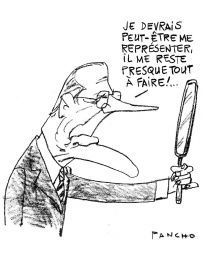 JE DEVRAIS
PEUT-ÊTRE ME
REPRÉSENTER,
IL ME RESTE
PRESQUE TOUT
À FAIRE!...
PANCHO